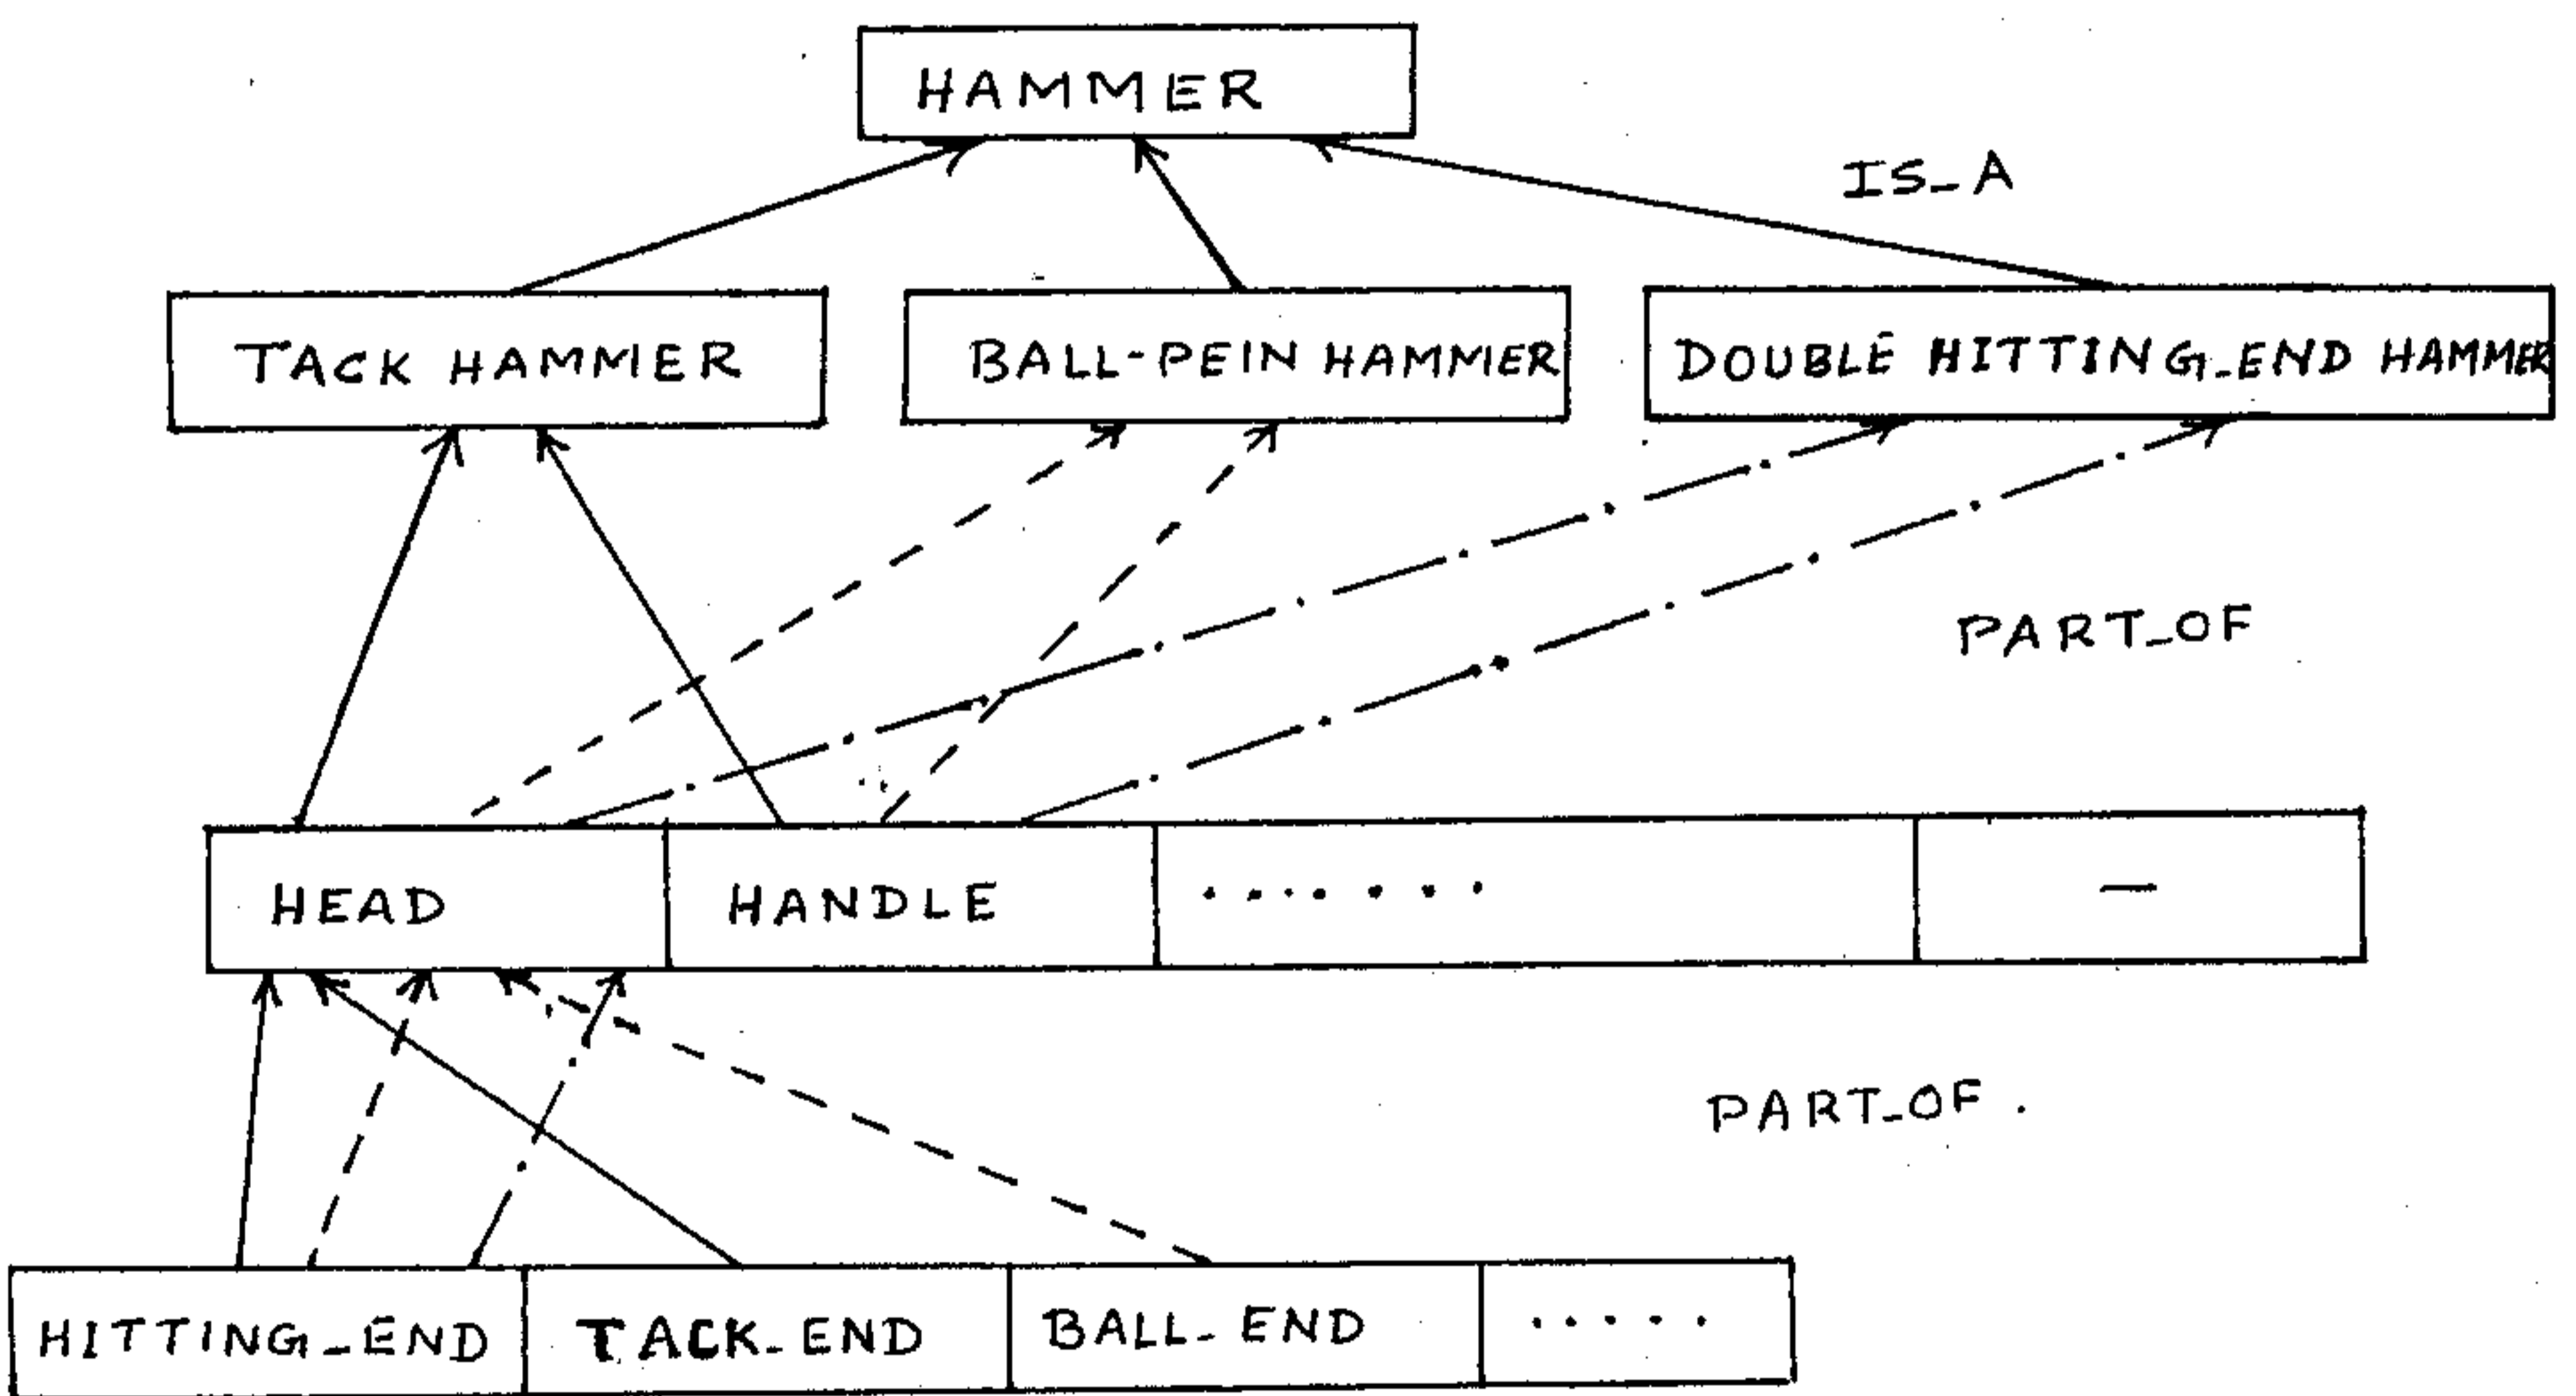 HAMMER
IS_A
TACK HAMMER
BALL-PEIN HAMMER
DOUBLE HITTING_END HAMMER
PART_OF
HEAD
HANDLE
.......
—
PART_OF.
HITTING_END
TACK_END
BALL_END
.....